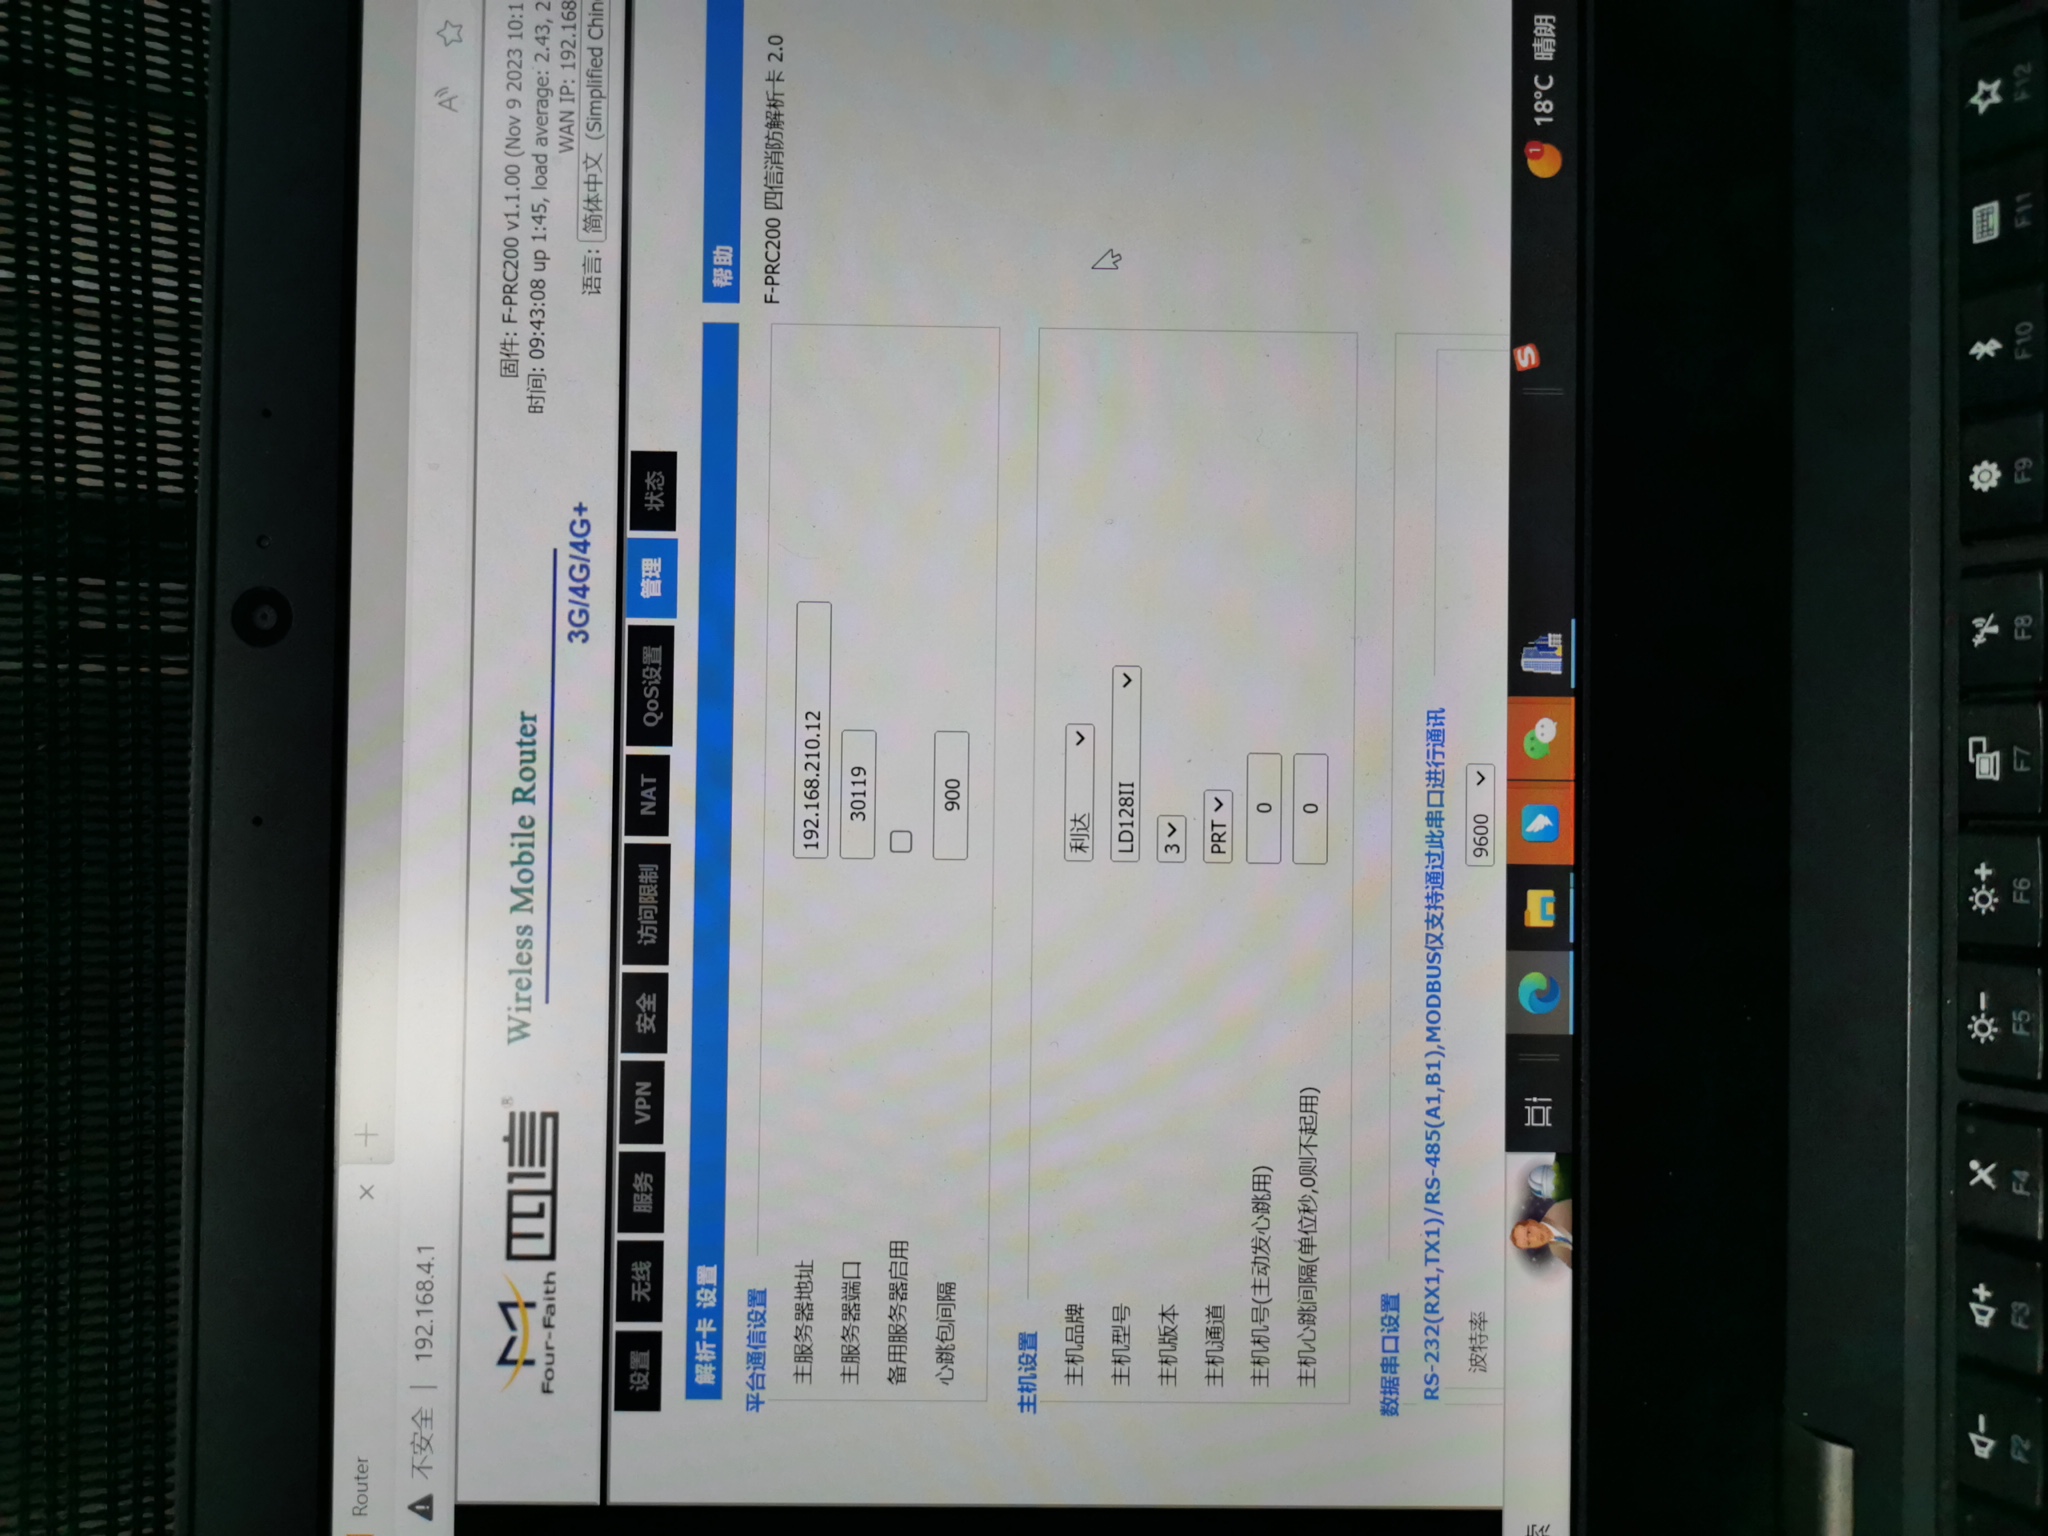 Router
不安全 | 192.168.4.1
Four-Faith 四信®
Wireless Mobile Router
3G/4G/4G+
固件: F-PRC200 v1.1.00 (Nov 9 2023 10:1
时间: 09:43:08 up 1:45, load average: 2.43, 2
WAN IP: 192.168
语言: 简体中文 (Simplified Chin
设置 无线 服务 VPN 安全 访问限制 NAT QoS设置 管理 状态
解析卡 设置
帮助
F-PRC200 四信消防解析卡 2.0
平台通信设置
主服务器地址 192.168.210.12
主服务器端口 30119
备用服务器启用
心跳包间隔 900
主机设置
主机品牌 利达
主机型号 LD128II
主机版本 3
主机通道 PRT
主机机号(主动发心跳用) 0
主机心跳间隔(单位秒,0则不起用) 0
数据串口设置
RS-232(RX1,TX1)/RS-485(A1,B1),MODBUS仅支持通过此串口进行通讯
波特率 9600
索
S
1
18°C 晴朗
F2 F3 F4 F5 F6 F7 F8 F9 F10 F11 F12